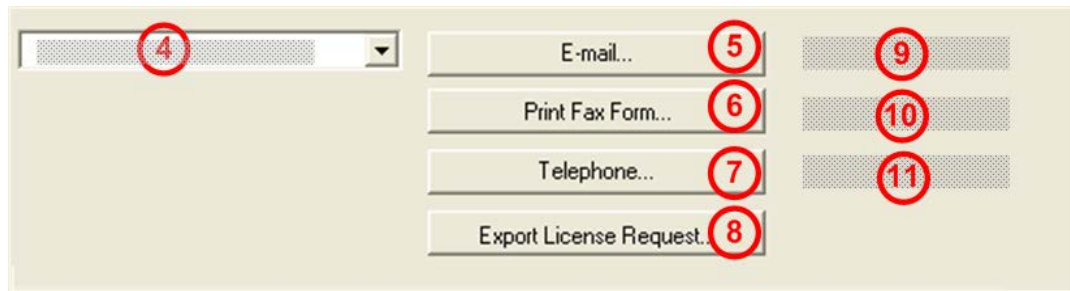 4
E-mail... 5
9
Print Fax Form... 6
10
Telephone... 7
11
Export License Request... 8